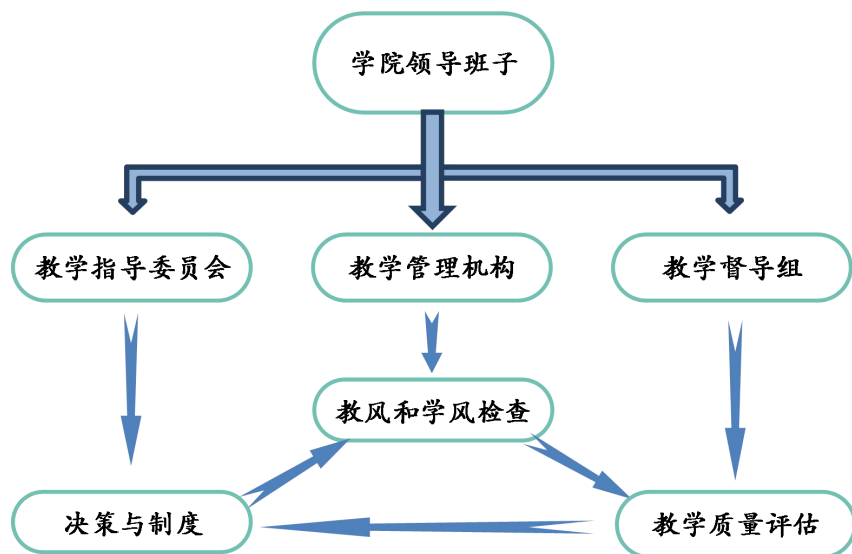 学院领导班子
教学指导委员会
教学管理机构
教学督导组
教风和学风检查
决策与制度
教学质量评估